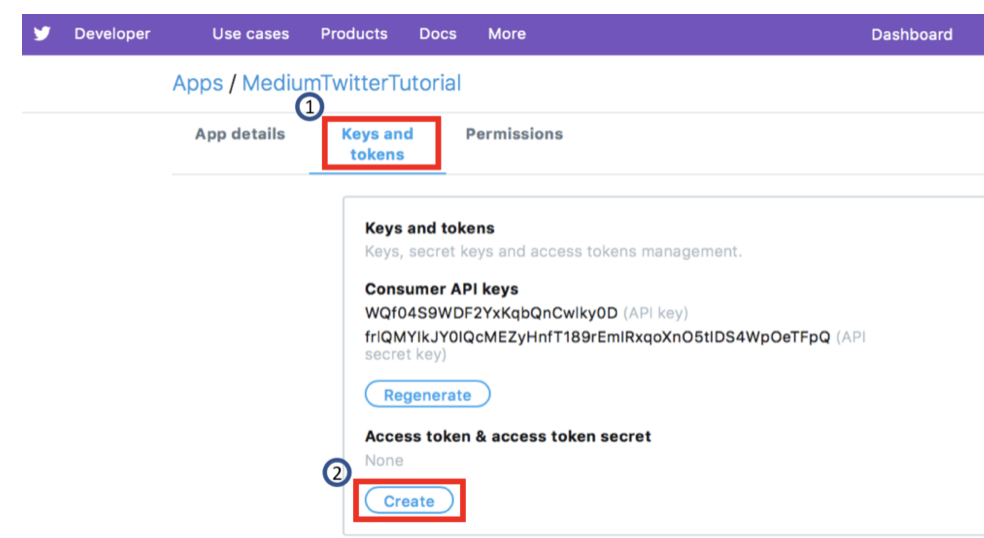 Developer Use cases Products Docs More Dashboard
Apps / MediumTwitterTutorial
1
App details Keys and tokens Permissions
Keys and tokens
Keys, secret keys and access tokens management.
Consumer API keys
WQf04S9WDF2YxKqbQnCwlky0D (API key)
frlQMYlkJY0lQcMEZyHnfT189rEmlRxqoXnO5tlDS4WpOeTFpQ (API
secret key)
Regenerate
Access token & access token secret
None
2
Create